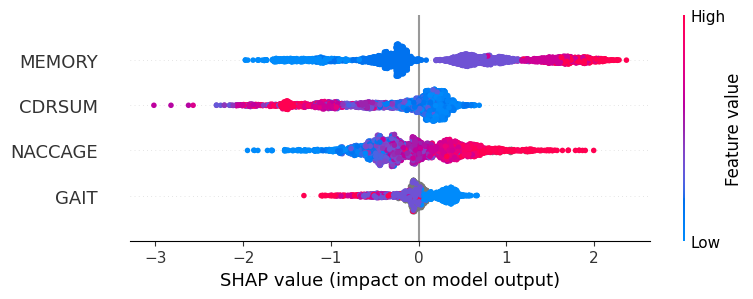 High
MEMORY
CDRSUM
NACCAGE
GAIT
Feature value
Low
−3 −2 −1 0 1 2
SHAP value (impact on model output)